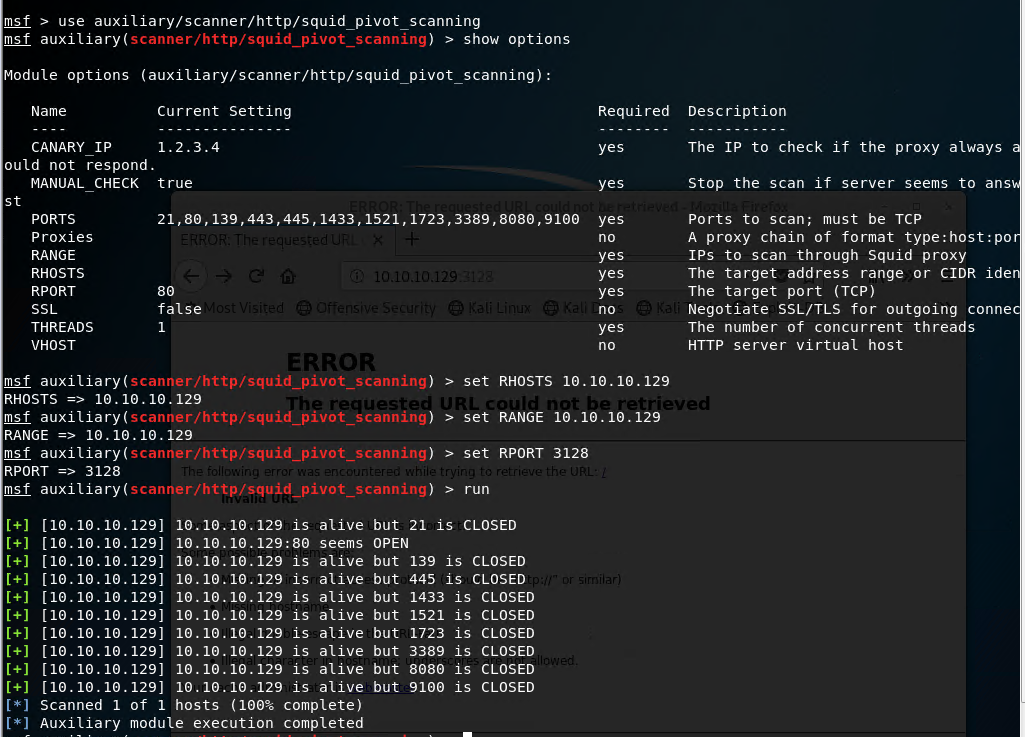 msf > use auxiliary/scanner/http/squid_pivot_scanning
msf auxiliary(scanner/http/squid_pivot_scanning) > show options
Module options (auxiliary/scanner/http/squid_pivot_scanning):
Name Current Setting Required Description
---- --------------- -------- -----------
CANARY_IP 1.2.3.4 yes The IP to check if the proxy always a
ould not respond.
MANUAL_CHECK true yes Stop the scan if server seems to answ
st
PORTS 21,80,139,443,445,1433,1521,1723,3389,8080,9100 yes Ports to scan; must be TCP
Proxies no A proxy chain of format type:host:por
RANGE yes IPs to scan through Squid proxy
RHOSTS yes The target address range or CIDR iden
RPORT 80 yes The target port (TCP)
SSL false no Negotiate SSL/TLS for outgoing connec
THREADS 1 yes The number of concurrent threads
VHOST no HTTP server virtual host
msf auxiliary(scanner/http/squid_pivot_scanning) > set RHOSTS 10.10.10.129
RHOSTS => 10.10.10.129
msf auxiliary(scanner/http/squid_pivot_scanning) > set RANGE 10.10.10.129
RANGE => 10.10.10.129
msf auxiliary(scanner/http/squid_pivot_scanning) > set RPORT 3128
RPORT => 3128
msf auxiliary(scanner/http/squid_pivot_scanning) > run
[+] [10.10.10.129] 10.10.10.129 is alive but 21 is CLOSED
[+] [10.10.10.129] 10.10.10.129:80 seems OPEN
[+] [10.10.10.129] 10.10.10.129 is alive but 139 is CLOSED
[+] [10.10.10.129] 10.10.10.129 is alive but 445 is CLOSED
[+] [10.10.10.129] 10.10.10.129 is alive but 1433 is CLOSED
[+] [10.10.10.129] 10.10.10.129 is alive but 1521 is CLOSED
[+] [10.10.10.129] 10.10.10.129 is alive but 1723 is CLOSED
[+] [10.10.10.129] 10.10.10.129 is alive but 3389 is CLOSED
[+] [10.10.10.129] 10.10.10.129 is alive but 8080 is CLOSED
[+] [10.10.10.129] 10.10.10.129 is alive but 9100 is CLOSED
[*] Scanned 1 of 1 hosts (100% complete)
[*] Auxiliary module execution completed
ERROR: The requested URL could not be retrieved - Mozilla Firefox
ERROR: The requested URL
10.10.10.129:3128
Most Visited Offensive Security Kali Linux Kali Docs Kali
ERROR
The requested URL could not be retrieved
The following error was encountered while trying to retrieve the URL: /
Invalid URL
Missing hostname
Illegal character in hostname; underscores are not allowed.